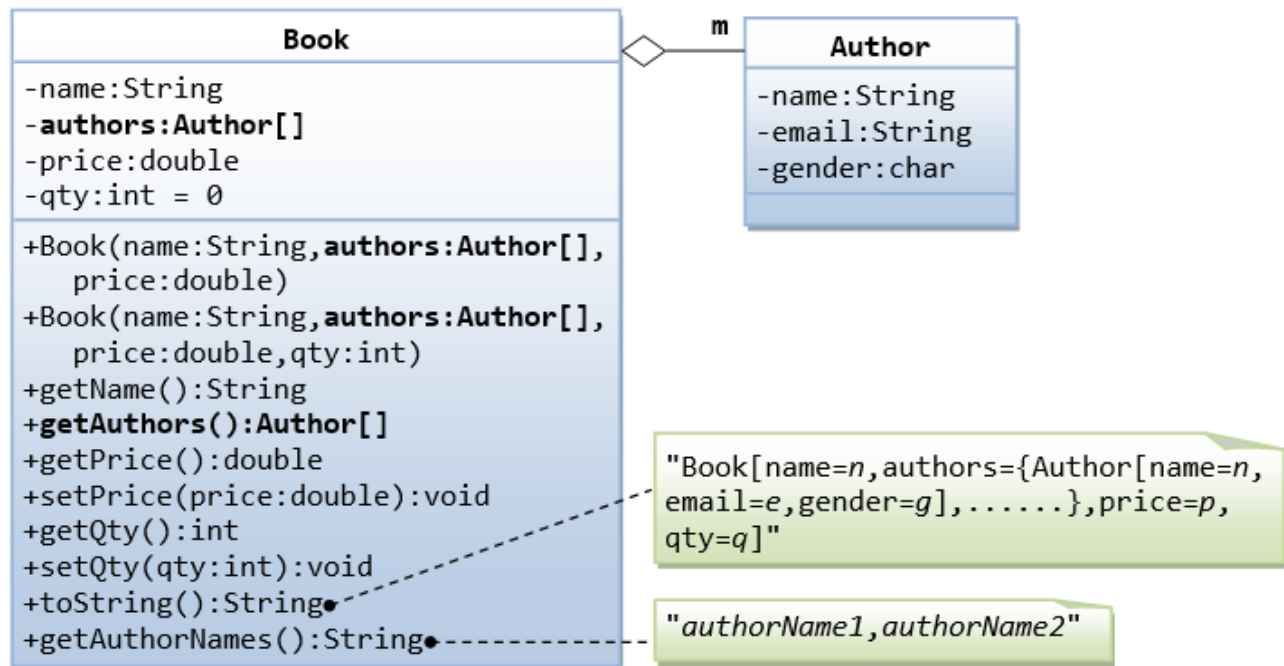 Book
-name:String
-authors:Author[]
-price:double
-qty:int = 0
+Book(name:String,authors:Author[],
price:double)
+Book(name:String,authors:Author[],
price:double,qty:int)
+getName():String
+getAuthors():Author[]
+getPrice():double
+setPrice(price:double):void
+getQty():int
+setQty(qty:int):void
+toString():String
+getAuthorNames():String
m
Author
-name:String
-email:String
-gender:char
"Book[name=n,authors={Author[name=n,
email=e,gender=g],......},price=p,
qty=q]"
"authorName1,authorName2"